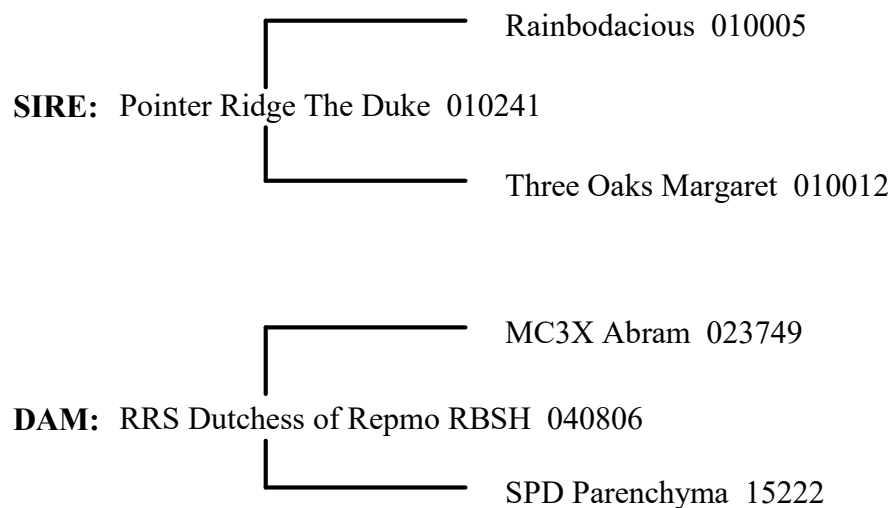 Rainbodacious 010005
SIRE: Pointer Ridge The Duke 010241
Three Oaks Margaret 010012
MC3X Abram 023749
DAM: RRS Dutchess of Repmo RBSH 040806
SPD Parenchyma 15222